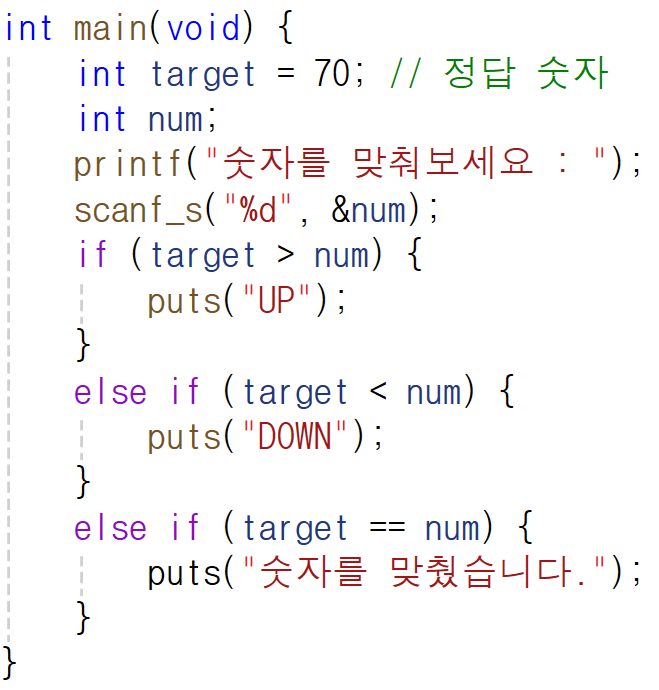 int main(void) {
    int target = 70; // 정답 숫자
    int num;
    printf("숫자를 맞춰보세요 : ");
    scanf_s("%d", &num);
    if (target > num) {
        puts("UP");
    }
    else if (target < num) {
        puts("DOWN");
    }
    else if (target == num) {
        puts("숫자를 맞췄습니다.");
    }
}